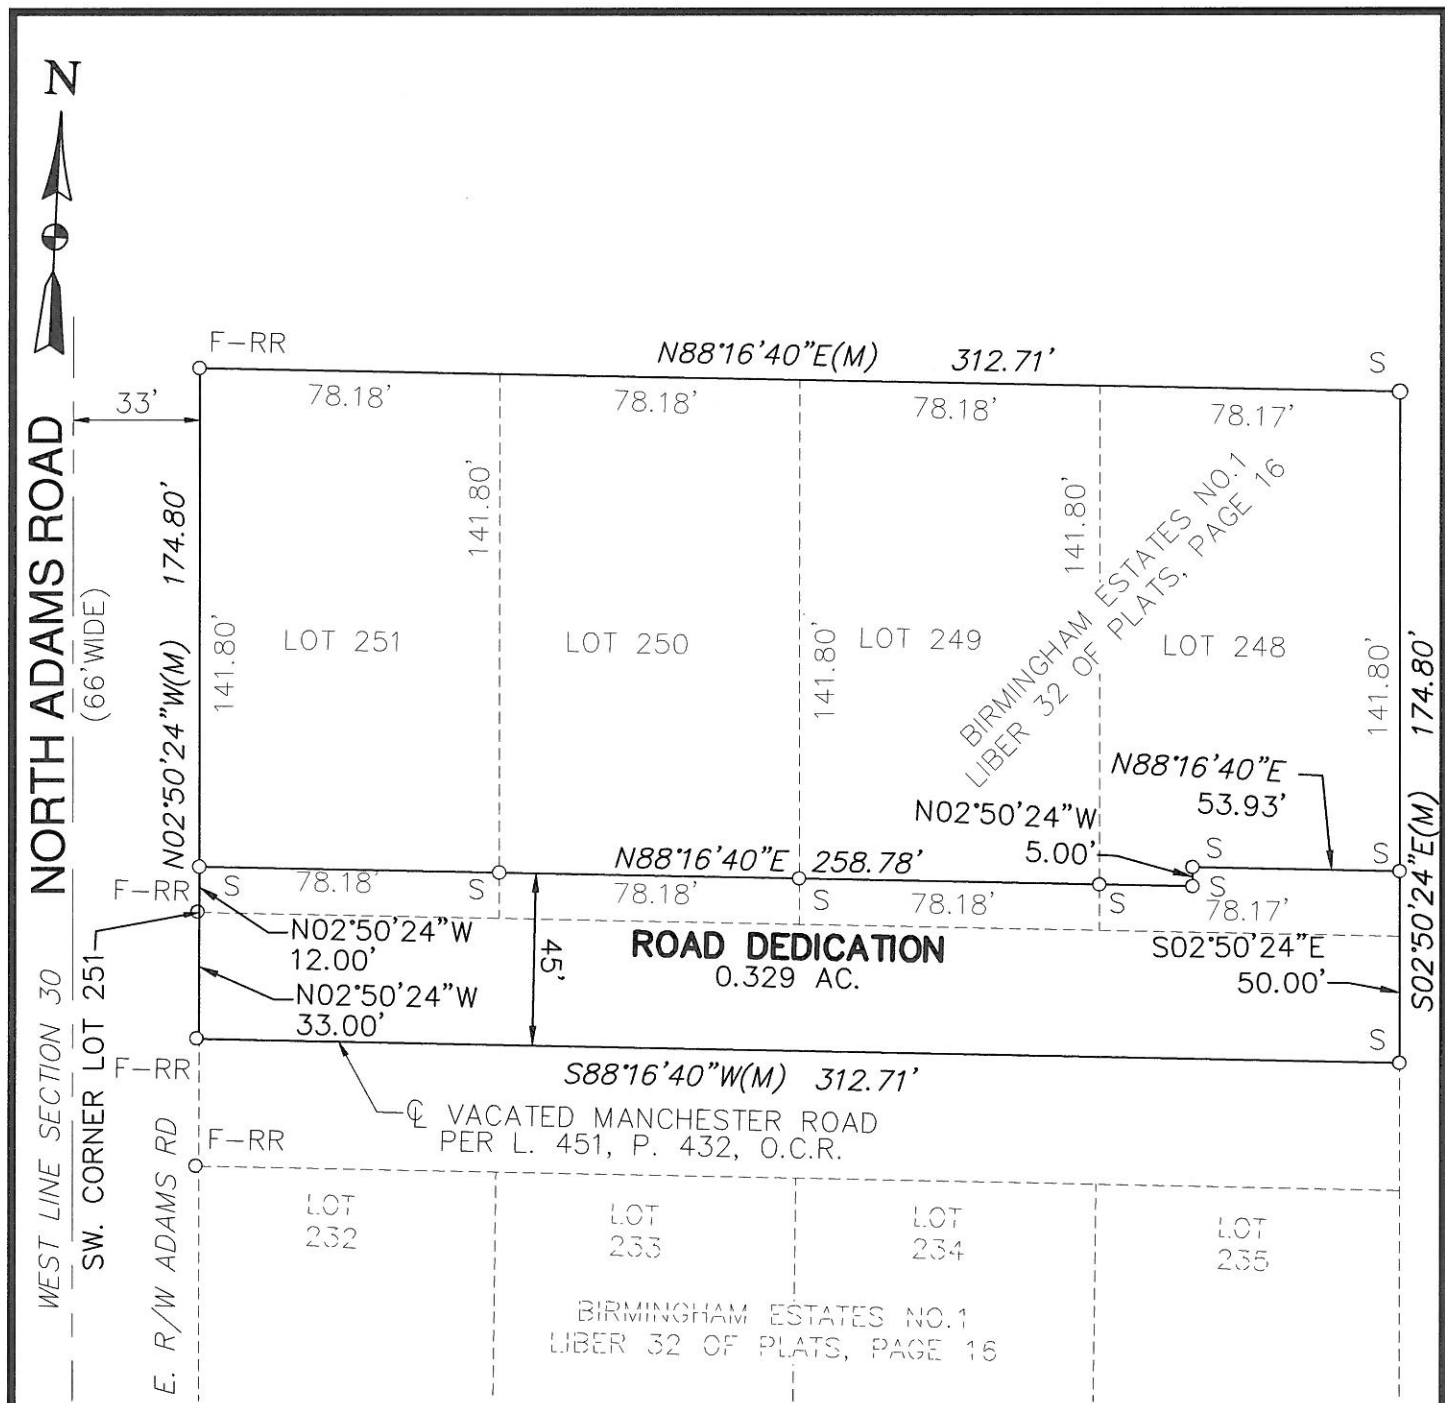 N
F-RR
N88°16'40"E(M) 312.71'
S
33'
78.18'
78.18'
78.18'
78.17'
NORTH ADAMS ROAD
(66' WIDE)
N02°50'24"W(M) 174.80'
141.80'
141.80'
141.80'
141.80'
141.80'
S02°50'24"E(M) 174.80'
LOT 251
LOT 250
LOT 249
LOT 248
BIRMINGHAM ESTATES NO.1
LIBER 32 OF PLATS, PAGE 16
N88°16'40"E
53.93'
N02°50'24"W
5.00'
S
S
N88°16'40"E 258.78'
F-RR
S
78.18'
S
78.18'
S
78.18'
S
S
78.17'
N02°50'24"W
12.00'
N02°50'24"W
33.00'
45'
ROAD DEDICATION
0.329 AC.
S02°50'24"E
50.00'
S
F-RR
S88°16'40"W(M) 312.71'
℄ VACATED MANCHESTER ROAD
PER L. 451, P. 432, O.C.R.
F-RR
WEST LINE SECTION 30
SW. CORNER LOT 251
E. R/W ADAMS RD
LOT
232
LOT
233
LOT
234
LOT
235
BIRMINGHAM ESTATES NO.1
LIBER 32 OF PLATS, PAGE 16